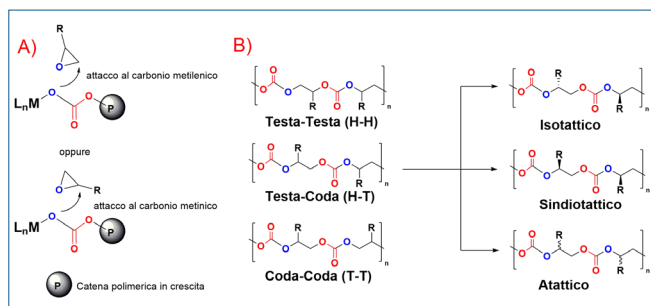 A)
R
O
attacco al carbonio metilenico
LnM
O
O
P
O
oppure
O
R
attacco al carbonio metinico
LnM
O
O
P
O
P
Catena polimerica in crescita
B)
O
O
O
R
O
O
O
R
n
Testa-Testa (H-H)
O
O
O
R
O
O
O
R
n
Testa-Coda (H-T)
O
O
O
R
O
O
O
R
n
Coda-Coda (T-T)
O
O
O
R
O
O
O
R
n
Isotattico
O
O
O
R
O
O
O
R
n
Sindiotattico
O
O
O
R
O
O
O
R
n
Atattico